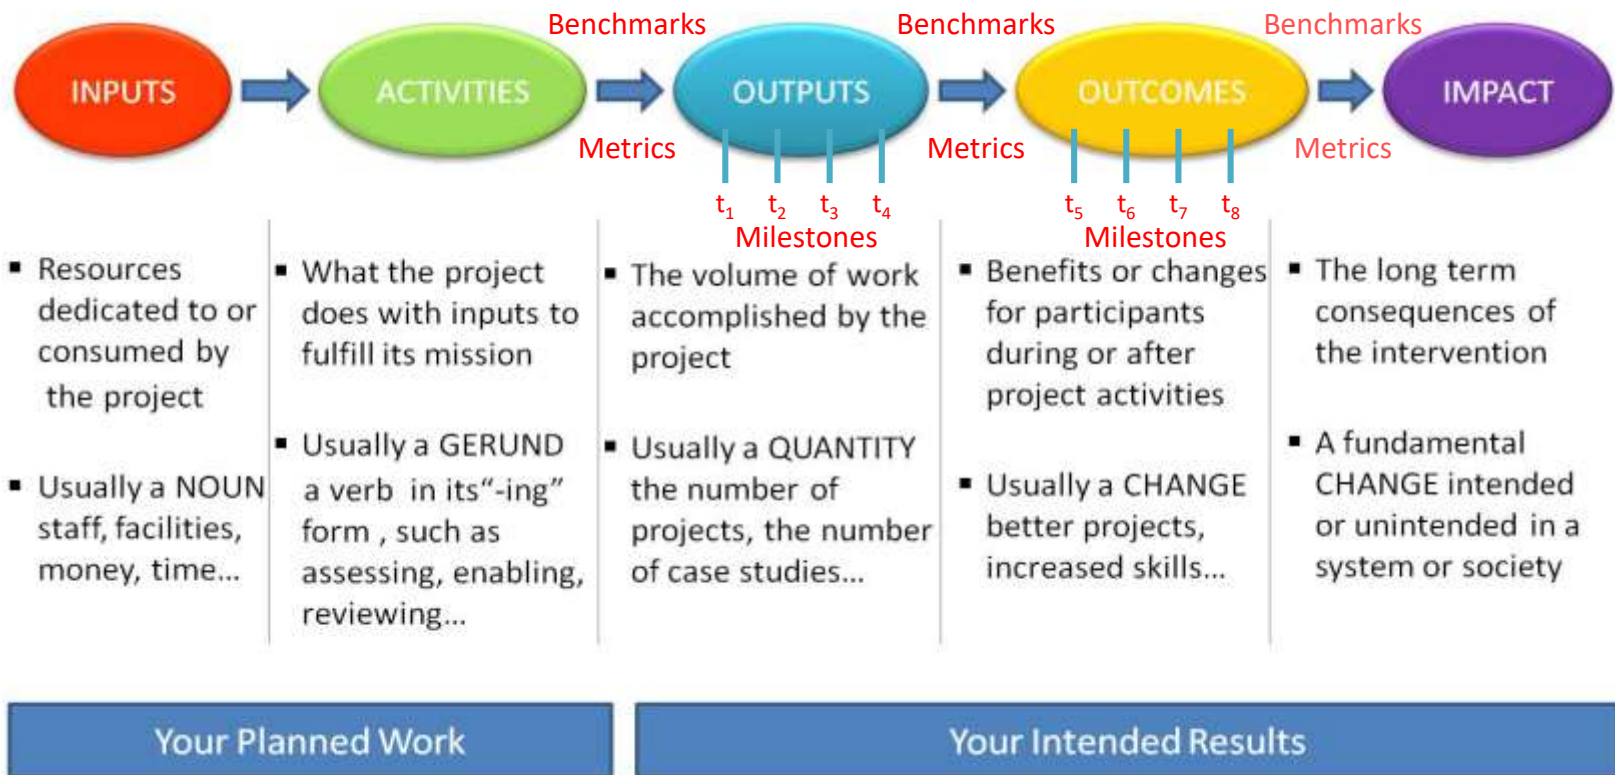 Benchmarks
Benchmarks
Benchmarks
INPUTS
ACTIVITIES
OUTPUTS
OUTCOMES
IMPACT
Metrics
Metrics
Metrics
t₁ t₂ t₃ t₄
t₅ t₆ t₇ t₈
Milestones
Milestones
▪ Resources
dedicated to or
consumed by
the project
▪ Usually a NOUN
staff, facilities,
money, time…
▪ What the project
does with inputs to
fulfill its mission
▪ Usually a GERUND
a verb in its“-ing”
form , such as
assessing, enabling,
reviewing…
▪ The volume of work
accomplished by the
project
▪ Usually a QUANTITY
the number of
projects, the number
of case studies…
▪ Benefits or changes
for participants
during or after
project activities
▪ Usually a CHANGE
better projects,
increased skills…
▪ The long term
consequences of
the intervention
▪ A fundamental
CHANGE intended
or unintended in a
system or society
Your Planned Work
Your Intended Results